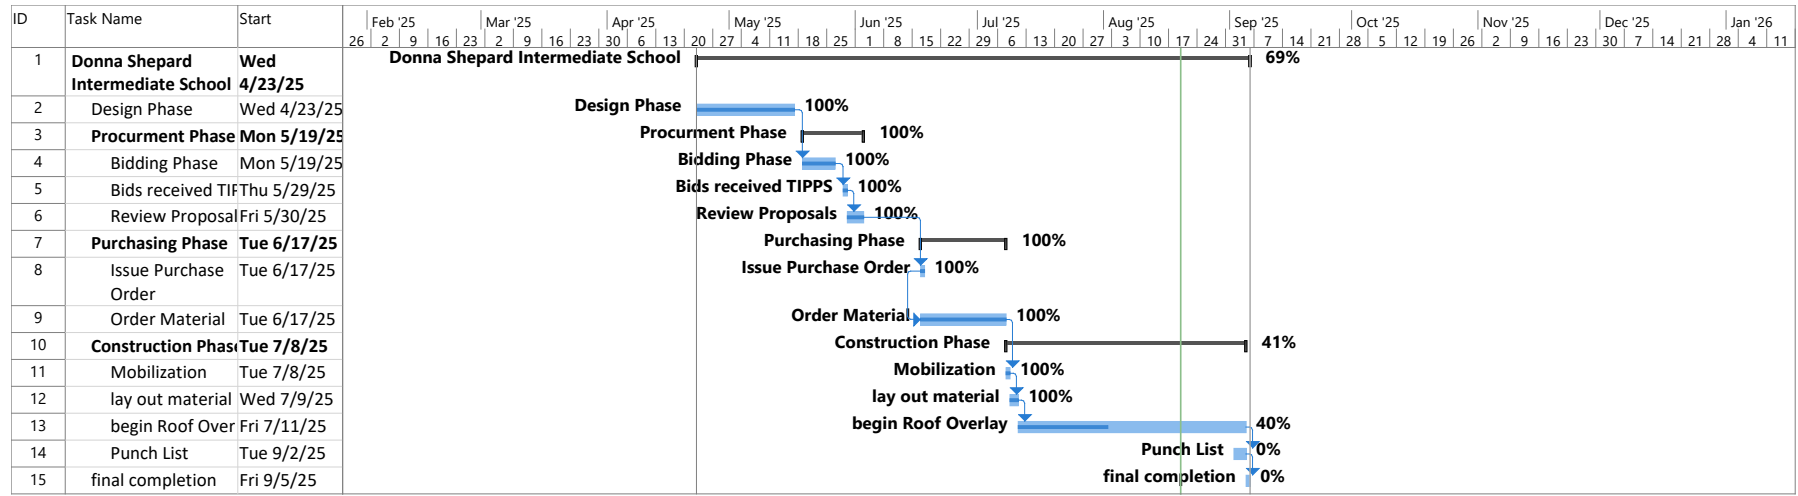 ID Task Name Start Feb '25 Mar '25 Apr '25 May '25 Jun '25 Jul '25 Aug '25 Sep '25 Oct '25 Nov '25 Dec '25 Jan '26
26 2 9 16 23 2 9 16 23 30 6 13 20 27 4 11 18 25 1 8 15 22 29 6 13 20 27 3 10 17 24 31 7 14 21 28 5 12 19 26 2 9 16 23 30 7 14 21 28 4 11
1 Donna Shepard Wed Donna Shepard Intermediate School 69%
Intermediate School 4/23/25
2 Design Phase Wed 4/23/25 Design Phase 100%
3 Procurment Phase Mon 5/19/25 Procurment Phase 100%
4 Bidding Phase Mon 5/19/25 Bidding Phase 100%
5 Bids received TIP Thu 5/29/25 Bids received TIPPS 100%
6 Review Proposal Fri 5/30/25 Review Proposals 100%
7 Purchasing Phase Tue 6/17/25 Purchasing Phase 100%
8 Issue Purchase Tue 6/17/25 Issue Purchase Order 100%
Order
9 Order Material Tue 6/17/25 Order Material 100%
10 Construction Phase Tue 7/8/25 Construction Phase 41%
11 Mobilization Tue 7/8/25 Mobilization 100%
12 lay out material Wed 7/9/25 lay out material 100%
13 begin Roof Over Fri 7/11/25 begin Roof Overlay 40%
14 Punch List Tue 9/2/25 Punch List 0%
15 final completion Fri 9/5/25 final completion 0%